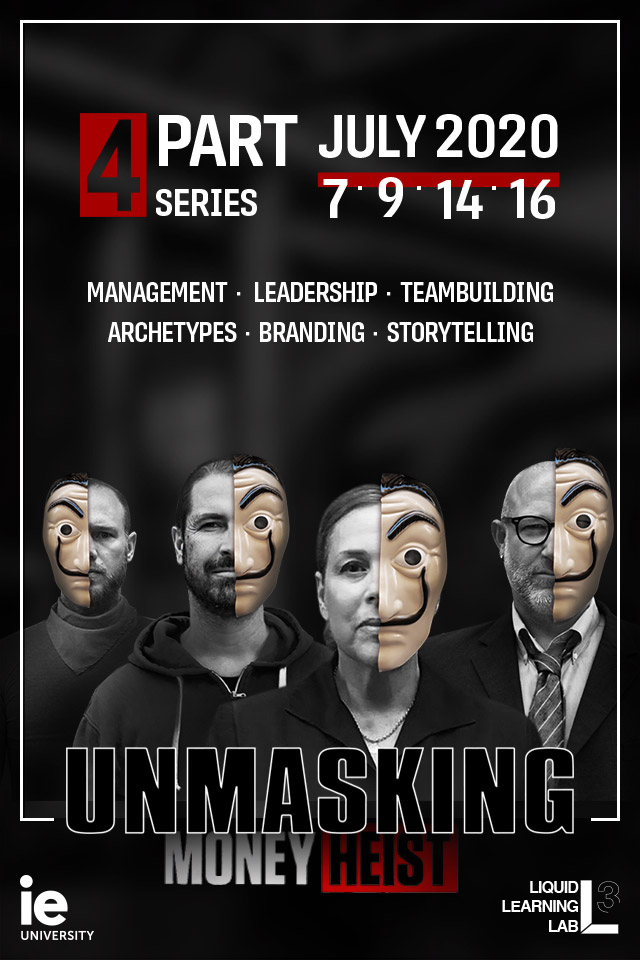 4 PART
SERIES
JULY 2020
7 · 9 · 14 · 16
MANAGEMENT · LEADERSHIP · TEAMBUILDING
ARCHETYPES · BRANDING · STORYTELLING
UNMASKING
MONEY HEIST
ie
UNIVERSITY
LIQUID
LEARNING
LAB
L3